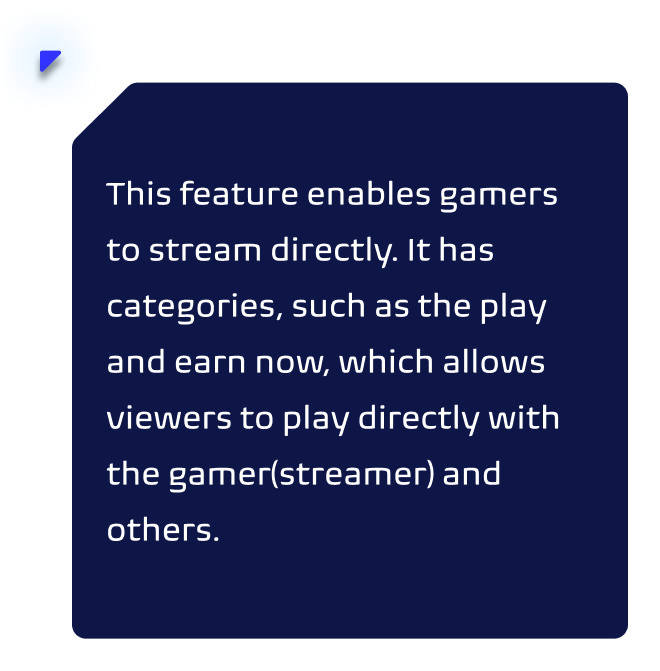 This feature enables gamers
to stream directly. It has
categories, such as the play
and earn now, which allows
viewers to play directly with
the gamer(streamer) and
others.